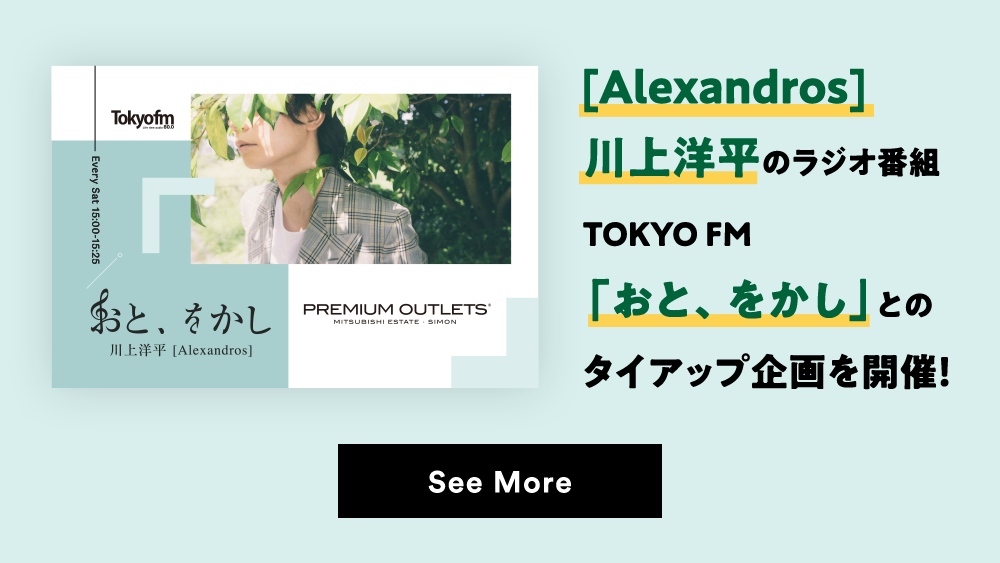 Tokyofm
80.0
Every Sat 15:00-15:25
おと、をかし
川上洋平 [Alexandros]
PREMIUM OUTLETS®
MITSUBISHI ESTATE · SIMON
[Alexandros]
川上洋平のラジオ番組
TOKYO FM
「おと、をかし」との
タイアップ企画を開催!
See More